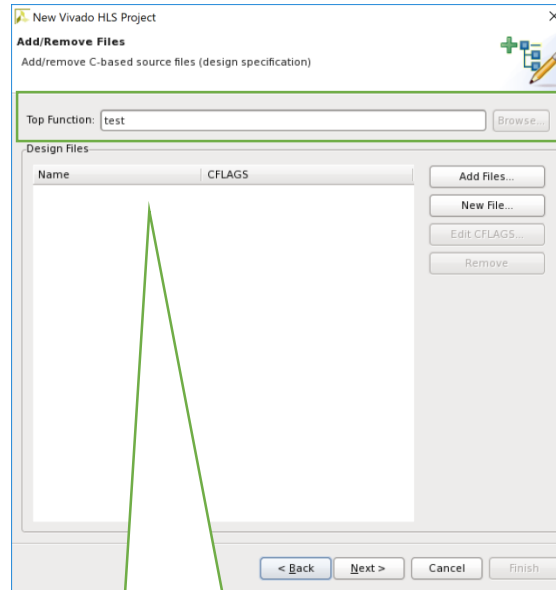 New Vivado HLS Project
Add/Remove Files
Add/remove C-based source files (design specification)
Top Function: test Browse...
Design Files
Name CFLAGS
Add Files...
New File...
Edit CFLAGS...
Remove
< Back Next > Cancel Finish